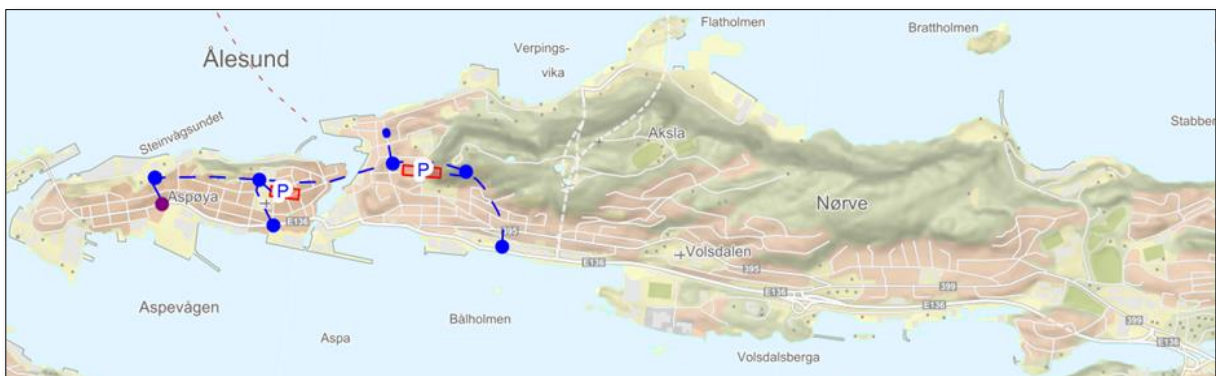 Flatholmen
Brattholmen
Verpings-
vika
Ålesund
Steinvågsundet
Stabben
Aksla
P
P
Aspøya
Nørve
E136
395
Volsdalen
E136
395
399
E136
E136
Aspevågen
Bålholmen
399
Aspa
E136
Volsdalsberga